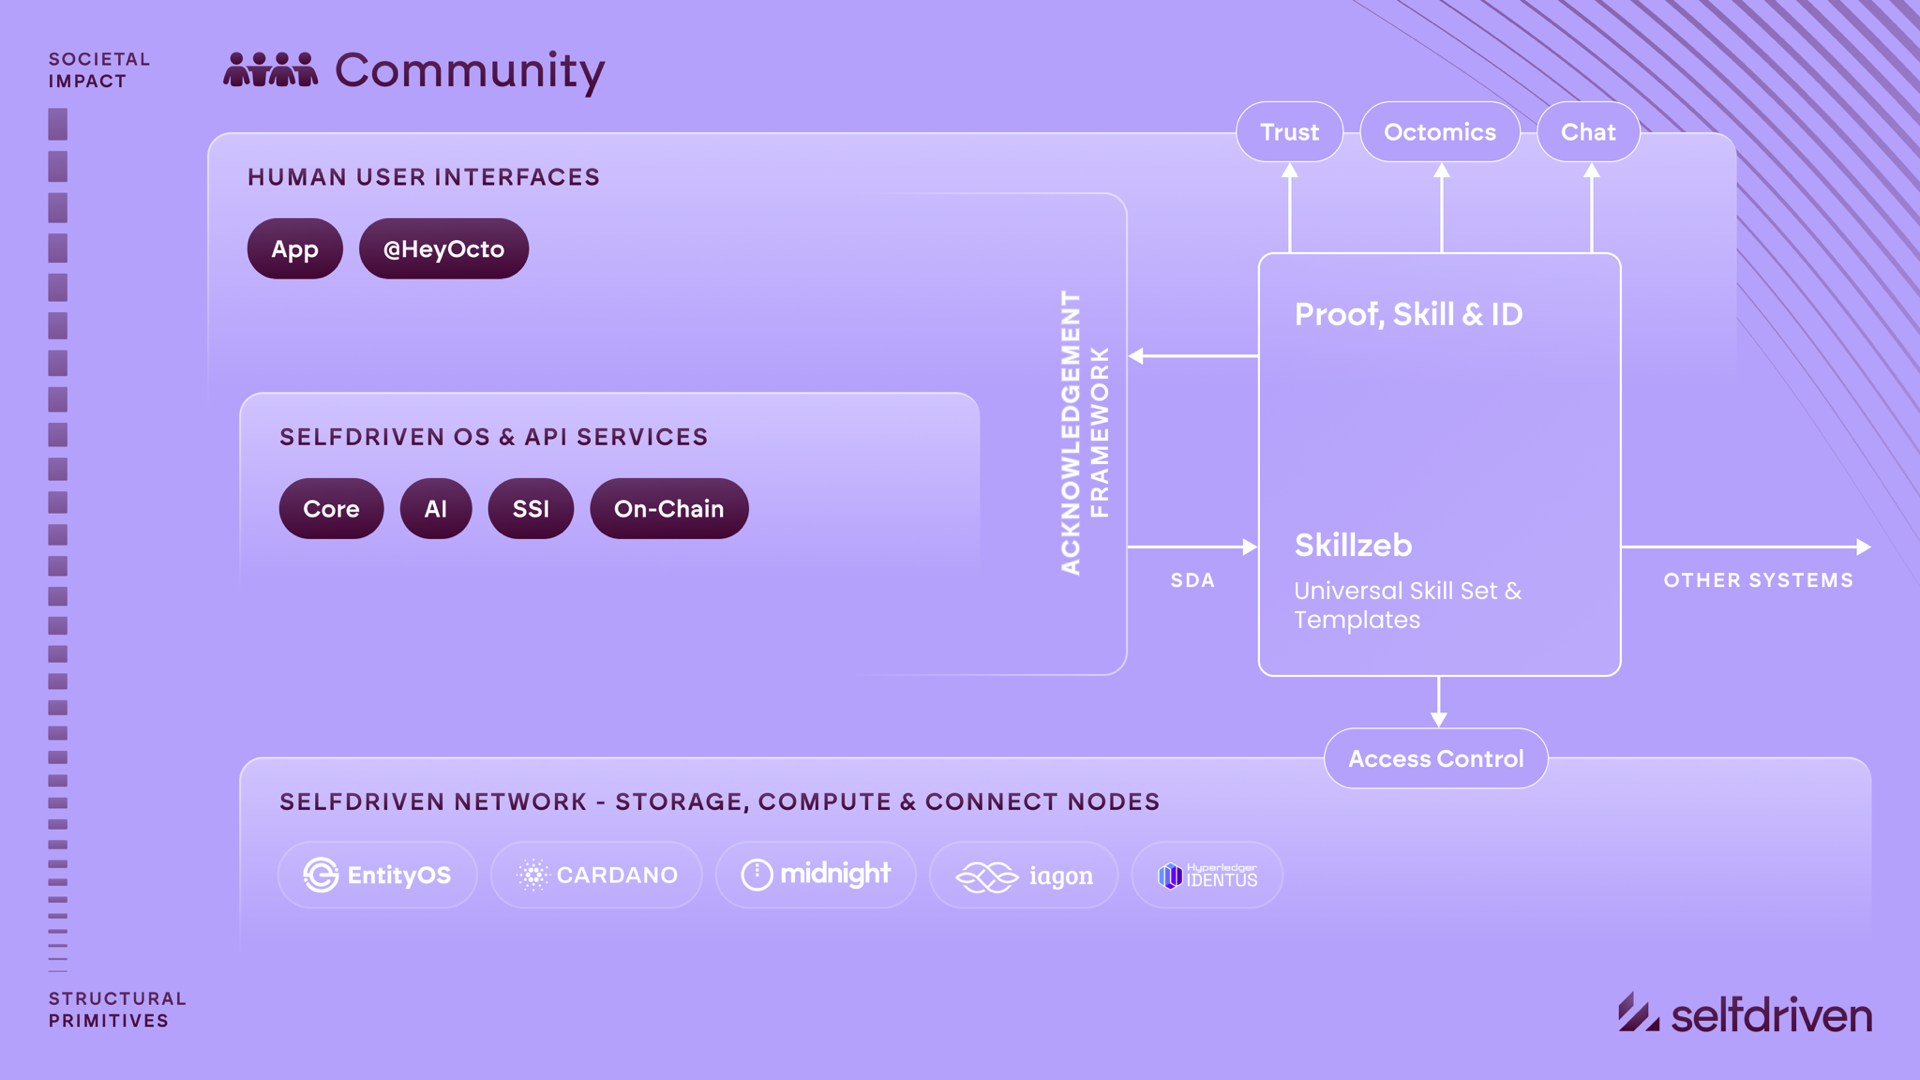 SOCIETAL
IMPACT
Community
Trust
Octomics
Chat
HUMAN USER INTERFACES
App
@HeyOcto
ACKNOWLEDGEMENT
FRAMEWORK
Proof, Skill & ID
SELFDRIVEN OS & API SERVICES
Core
AI
SSI
On-Chain
SDA
Skillzeb
Universal Skill Set &
Templates
OTHER SYSTEMS
Access Control
SELFDRIVEN NETWORK - STORAGE, COMPUTE & CONNECT NODES
EntityOS
CARDANO
midnight
iagon
Hyperledger
IDENTUS
STRUCTURAL
PRIMITIVES
selfdriven